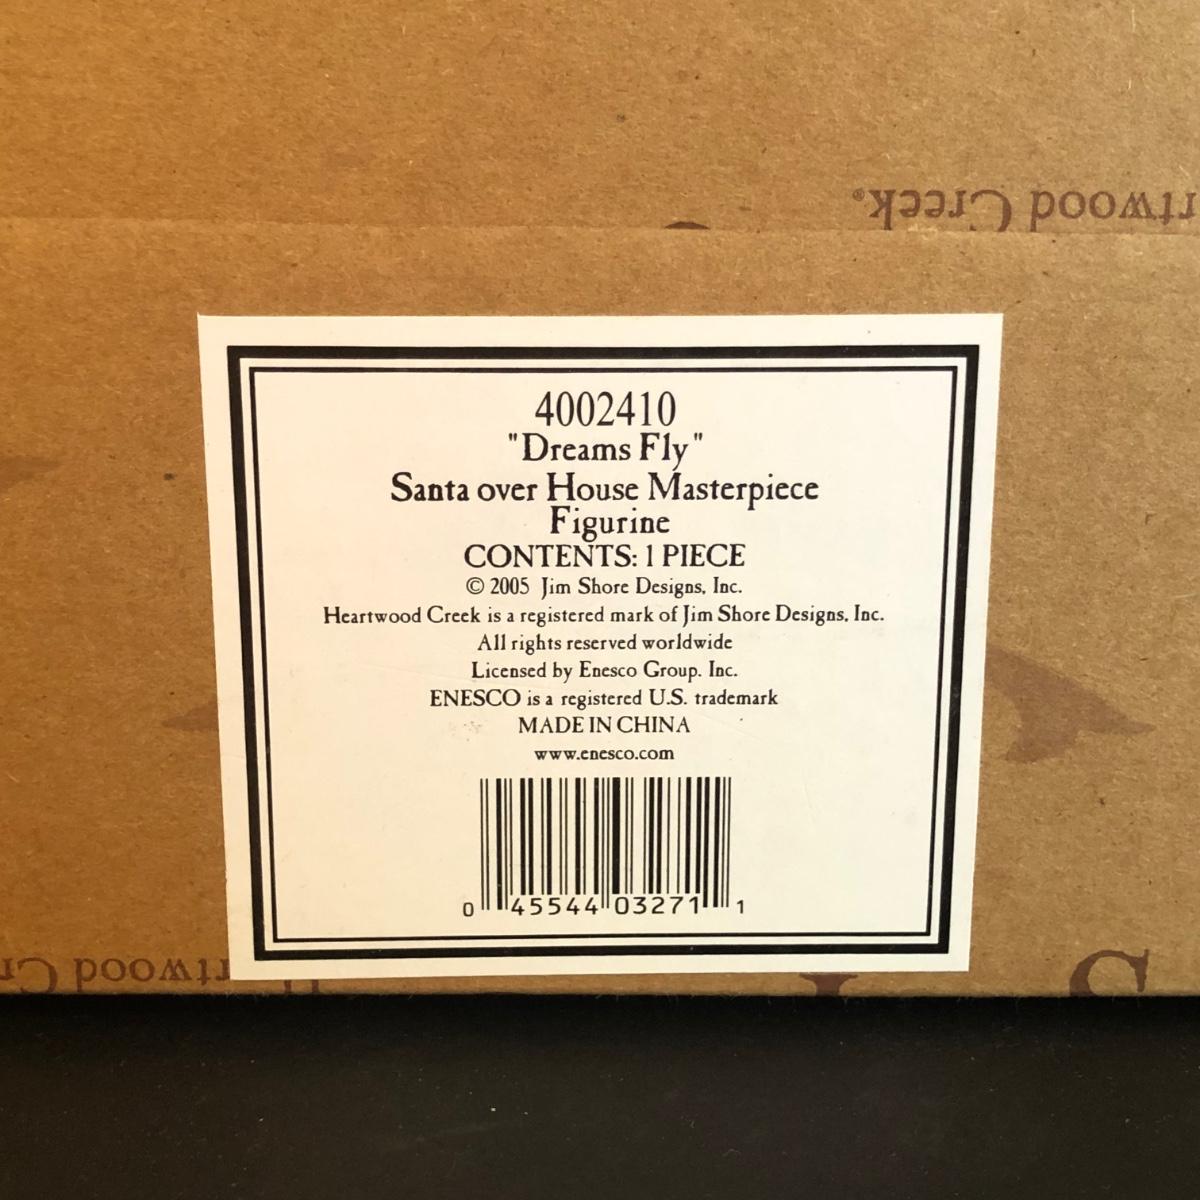 rtwood Creek®
4002410
"Dreams Fly"
Santa over House Masterpiece
Figurine
CONTENTS: 1 PIECE
© 2005 Jim Shore Designs, Inc.
Heartwood Creek is a registered mark of Jim Shore Designs, Inc.
All rights reserved worldwide
Licensed by Enesco Group. Inc.
ENESCO is a registered U.S. trademark
MADE IN CHINA
www.enesco.com
0 45544 03271 1
rtwood Cr